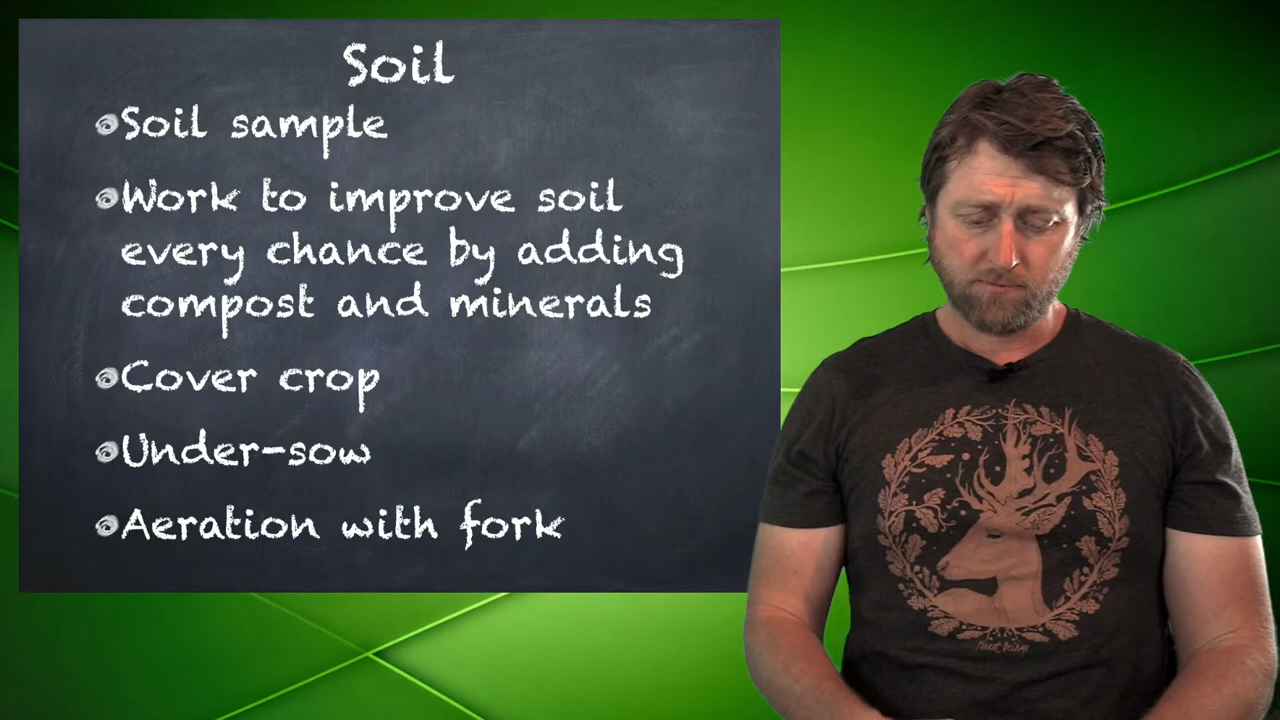 Soil
Soil sample
Work to improve soil
every chance by adding
compost and minerals
Cover crop
Under-sow
Aeration with fork